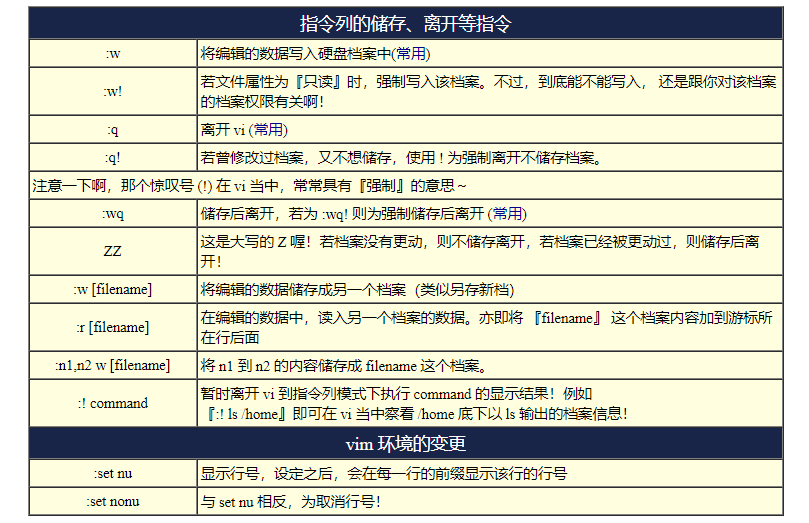 指令列的储存、离开等指令
:w 将编辑的数据写入硬盘档案中(常用)
:w! 若文件属性为『只读』时，强制写入该档案。不过，到底能不能写入， 还是跟你对该档案
的档案权限有关啊！
:q 离开 vi (常用)
:q! 若曾修改过档案，又不想储存，使用 ! 为强制离开不储存档案。
注意一下啊，那个惊叹号 (!) 在 vi 当中，常常具有『强制』的意思～
:wq 储存后离开，若为 :wq! 则为强制储存后离开 (常用)
ZZ 这是大写的 Z 喔！若档案没有更动，则不储存离开，若档案已经被更动过，则储存后离
开！
:w [filename] 将编辑的数据储存成另一个档案（类似另存新档）
:r [filename] 在编辑的数据中，读入另一个档案的数据。亦即将 『filename』 这个档案内容加到游标所
在行后面
:n1,n2 w [filename] 将 n1 到 n2 的内容储存成 filename 这个档案。
:! command 暂时离开 vi 到指令列模式下执行 command 的显示结果！例如
『:! ls /home』即可在 vi 当中察看 /home 底下以 ls 输出的档案信息！
vim 环境的变更
:set nu 显示行号，设定之后，会在每一行的前缀显示该行的行号
:set nonu 与 set nu 相反，为取消行号！